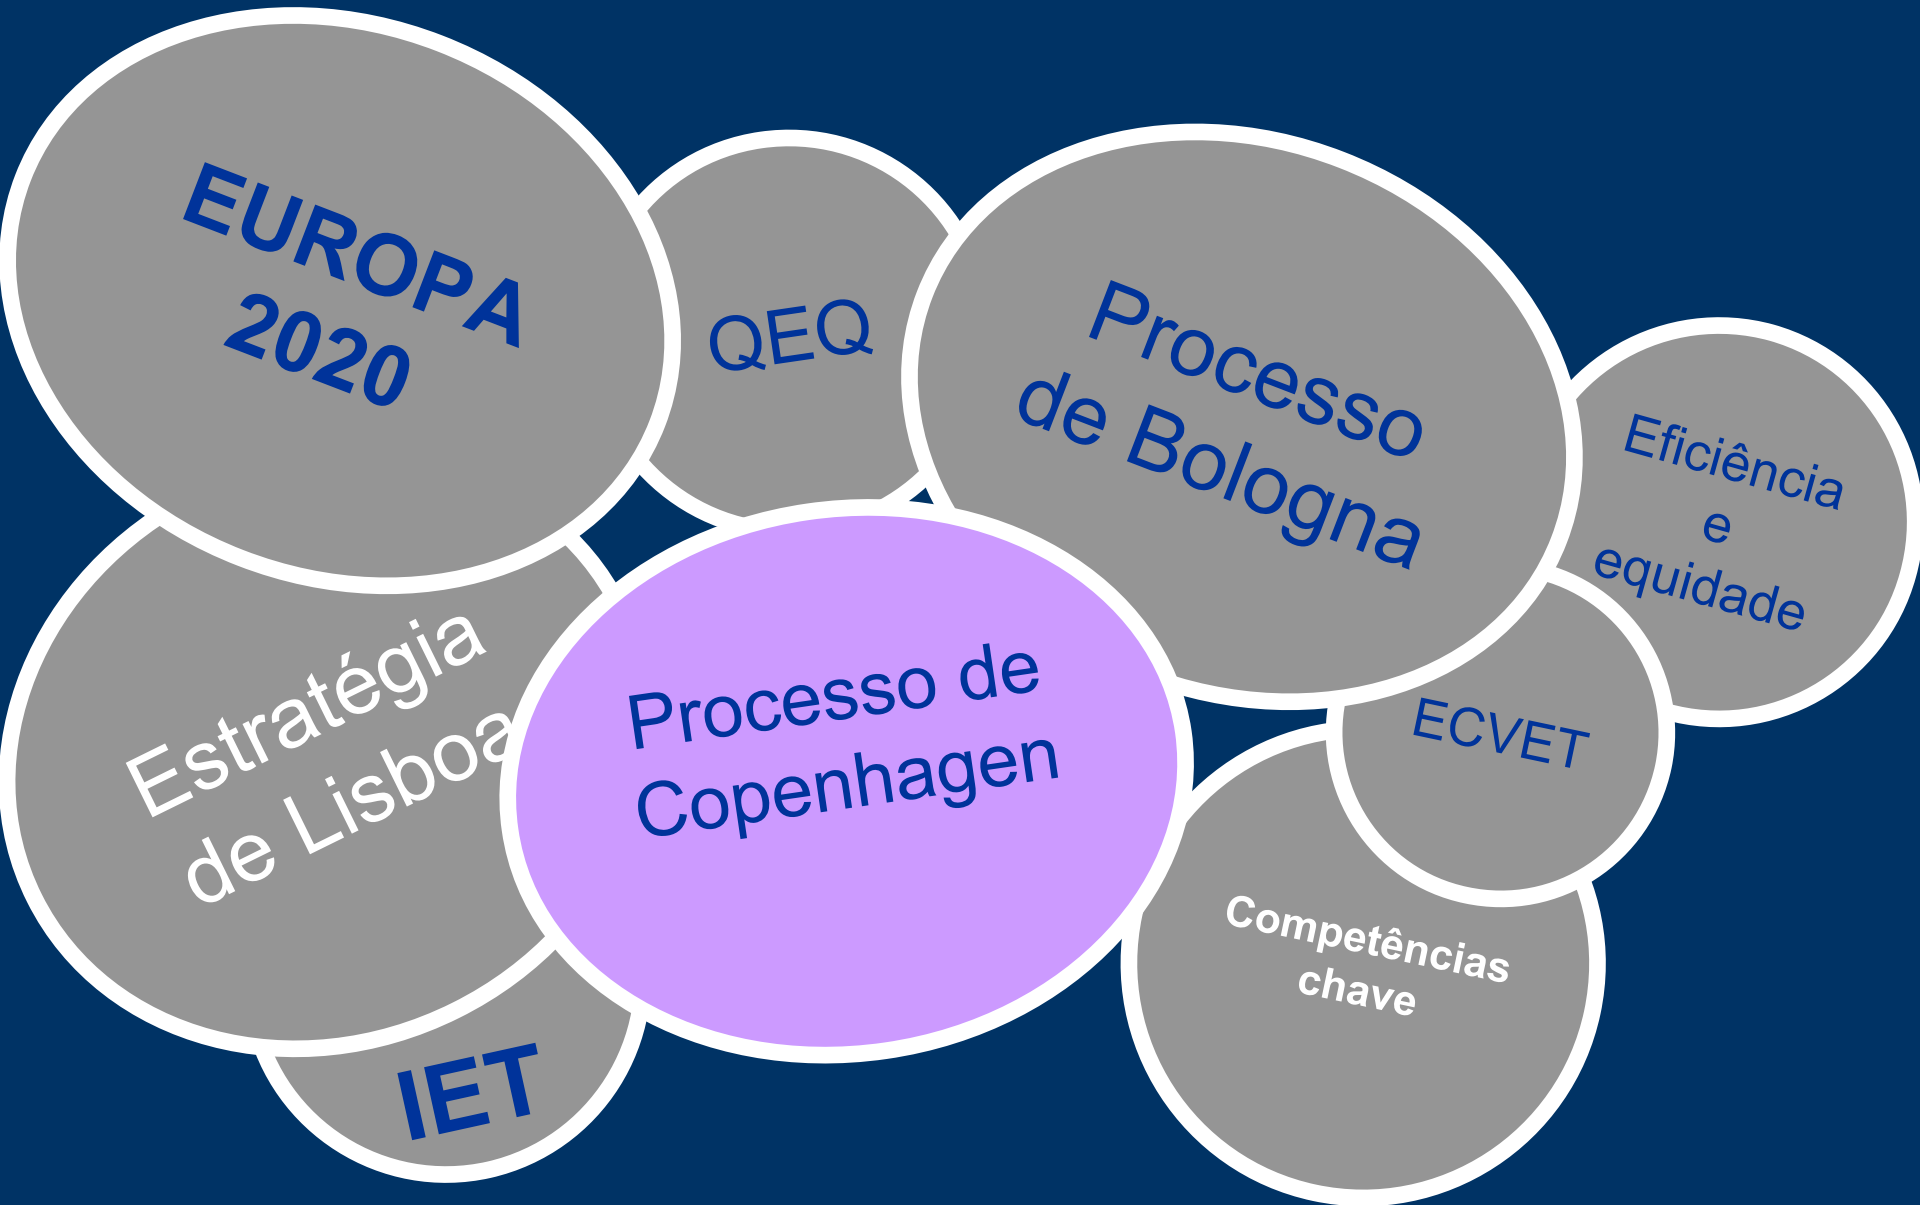 EUROPA
2020
QEQ
Processo
de Bologna
Eficiência
e
equidade
Estratégia
de Lisboa
Processo de
Copenhagen
ECVET
Competências
chave
IET